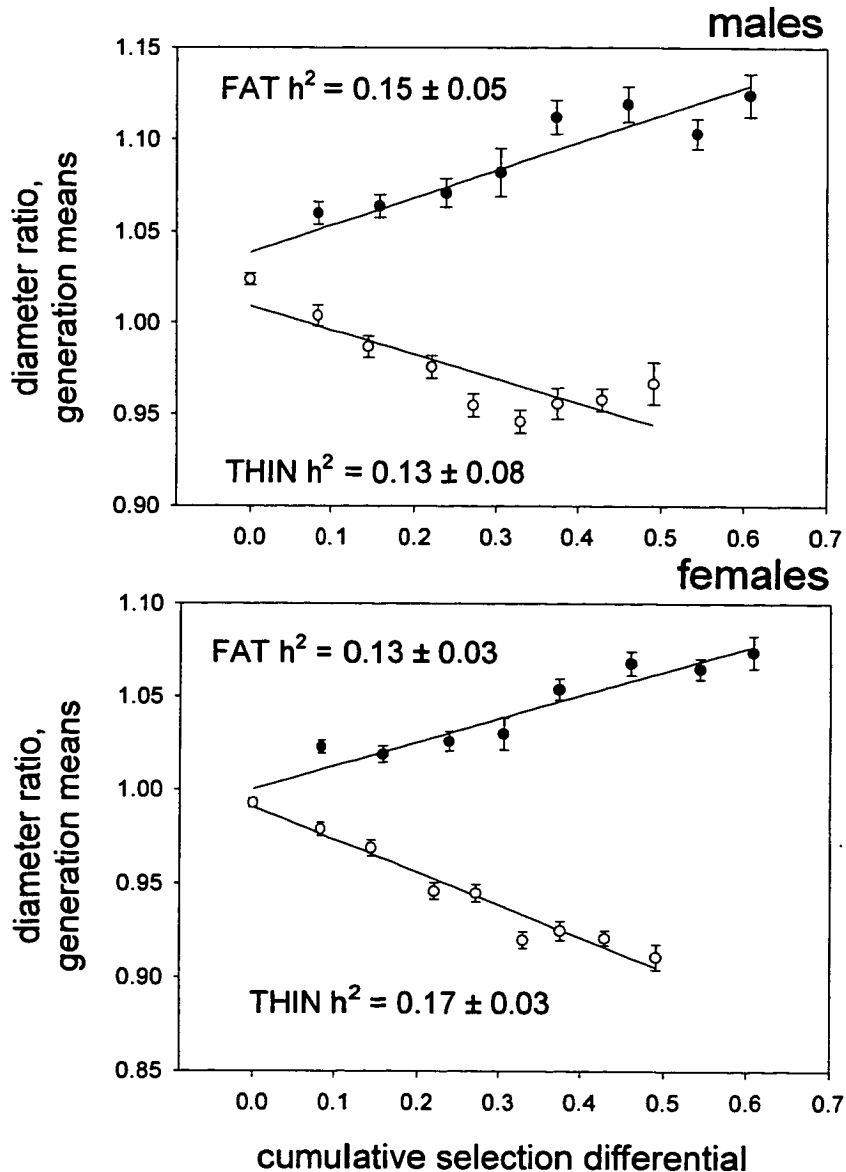 males
1.15
FAT h² = 0.15 ± 0.05
1.10
1.05
1.00
0.95
THIN h² = 0.13 ± 0.08
0.90
diameter ratio,
generation means
0.0 0.1 0.2 0.3 0.4 0.5 0.6 0.7
females
1.10
FAT h² = 0.13 ± 0.03
1.05
1.00
0.95
0.90
THIN h² = 0.17 ± 0.03
0.85
diameter ratio,
generation means
0.0 0.1 0.2 0.3 0.4 0.5 0.6 0.7
cumulative selection differential